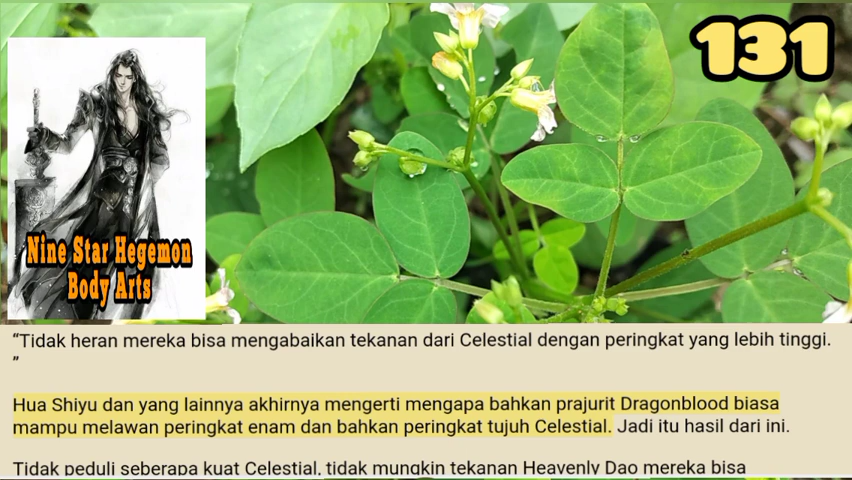 131
Nine Star Hegemon
Body Arts
“Tidak heran mereka bisa mengabaikan tekanan dari Celestial dengan peringkat yang lebih tinggi.
”
Hua Shiyu dan yang lainnya akhirnya mengerti mengapa bahkan prajurit Dragonblood biasa
mampu melawan peringkat enam dan bahkan peringkat tujuh Celestial. Jadi itu hasil dari ini.
Tidak peduli seberapa kuat Celestial, tidak mungkin tekanan Heavenly Dao mereka bisa